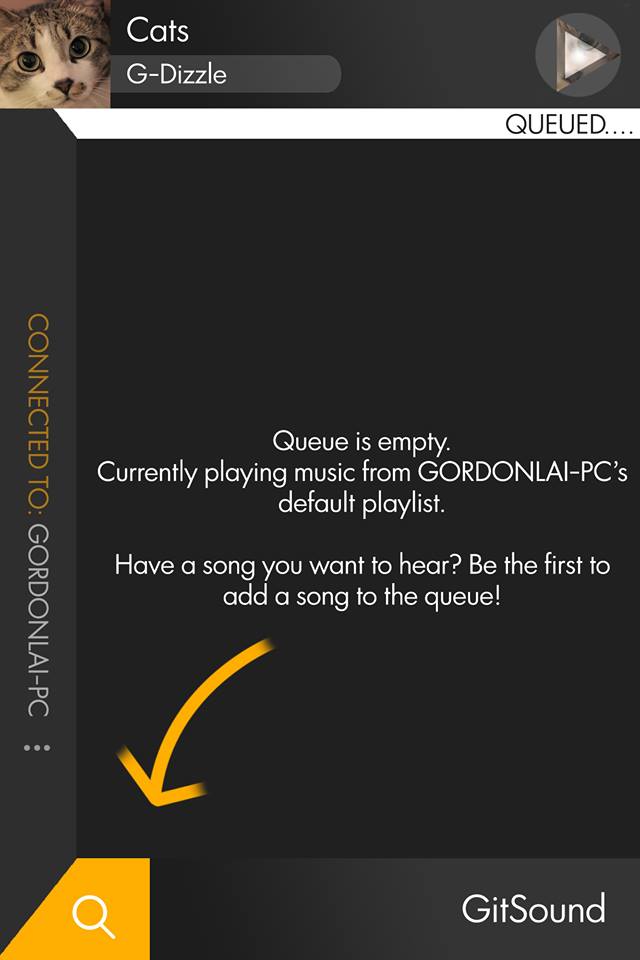 Cats
G-Dizzle
QUEUED....
CONNECTED TO: GORDONLAI-PC
Queue is empty.
Currently playing music from GORDONLAI-PC's
default playlist.
Have a song you want to hear? Be the first to
add a song to the queue!
GitSound